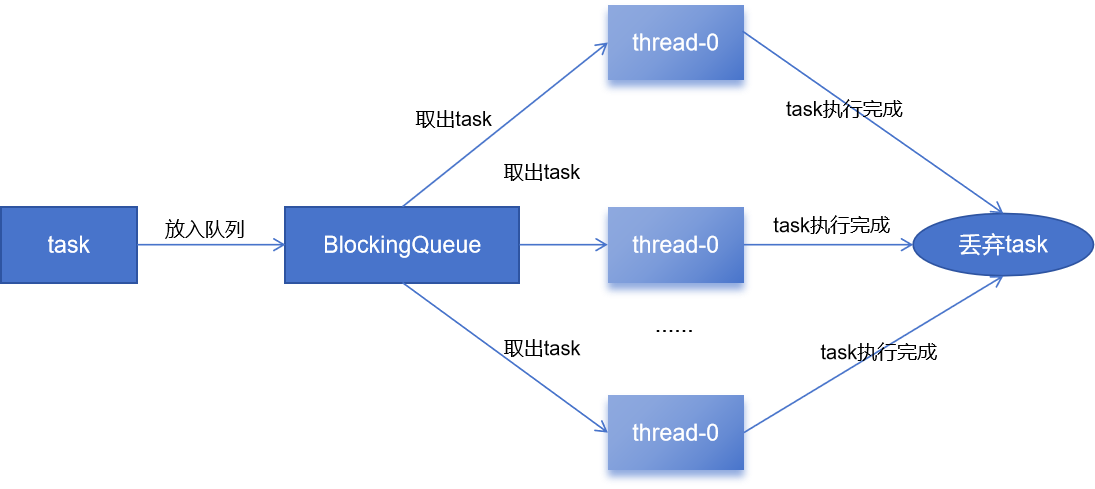 thread-0
取出task
task执行完成
取出task
task
放入队列
BlockingQueue
thread-0
task执行完成
丢弃task
......
取出task
task执行完成
thread-0